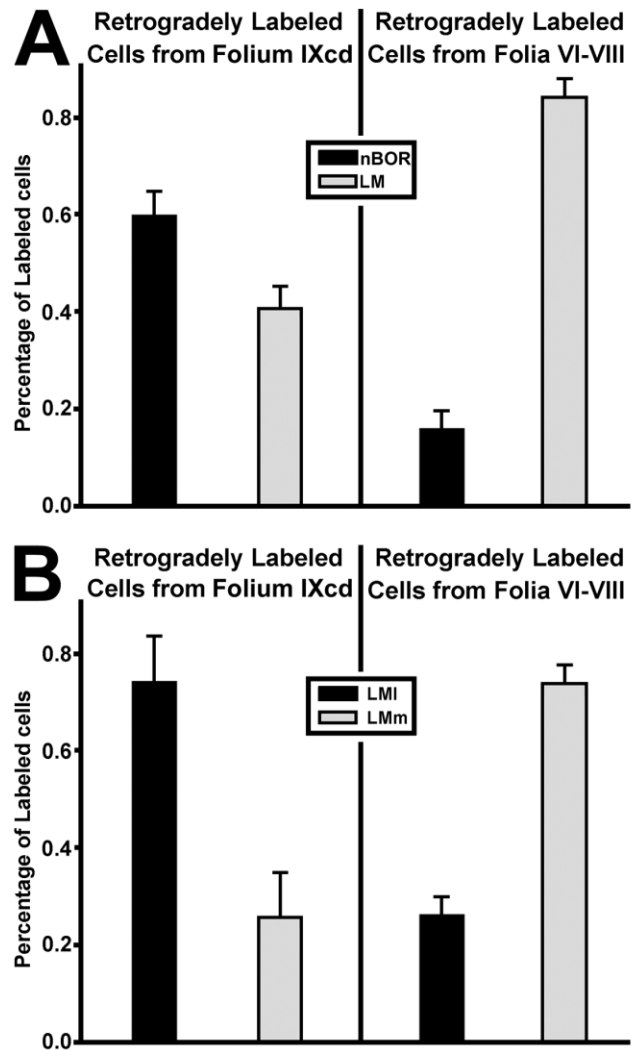 A
Retrogradely Labeled
Cells from Folium IXcd
Retrogradely Labeled
Cells from Folia VI-VIII
Percentage of Labeled cells
0.8
0.6
0.4
0.2
0.0
nBOR
LM
B
Retrogradely Labeled
Cells from Folium IXcd
Retrogradely Labeled
Cells from Folia VI-VIII
Percentage of Labeled cells
0.8
0.6
0.4
0.2
0.0
LMl
LMm